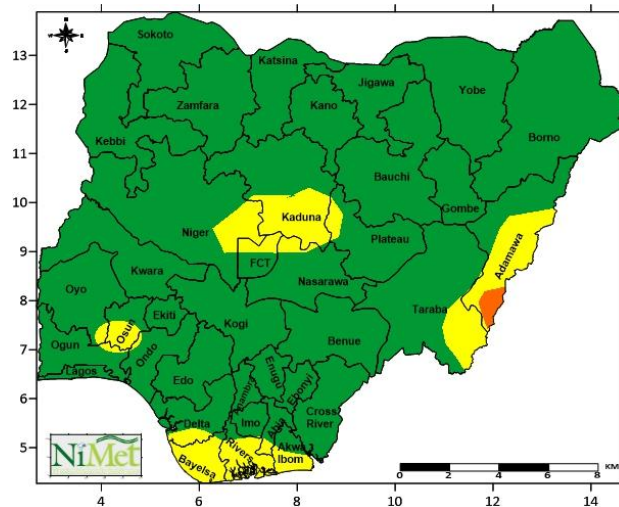 14
13
12
11
10
9
8
7
6
5
Sokoto
Katsina
Jigawa
Yobe
Zamfara
Kano
Borno
Kebbi
Bauchi
Gombe
Kaduna
Niger
Plateau
Adamawa
FCT
Nasarawa
Kwara
Oyo
Taraba
Ekiti
Osun
Kogi
Benue
Ogun
Ondo
Enugu
Lagos
Edo
Anambra
Ebonyi
Cross
River
Imo
Abia
Delta
Rivers
Akwa
Ibom
Bayelsa
NiMet
0 2 4 6 8
4 6 8 10 12 14